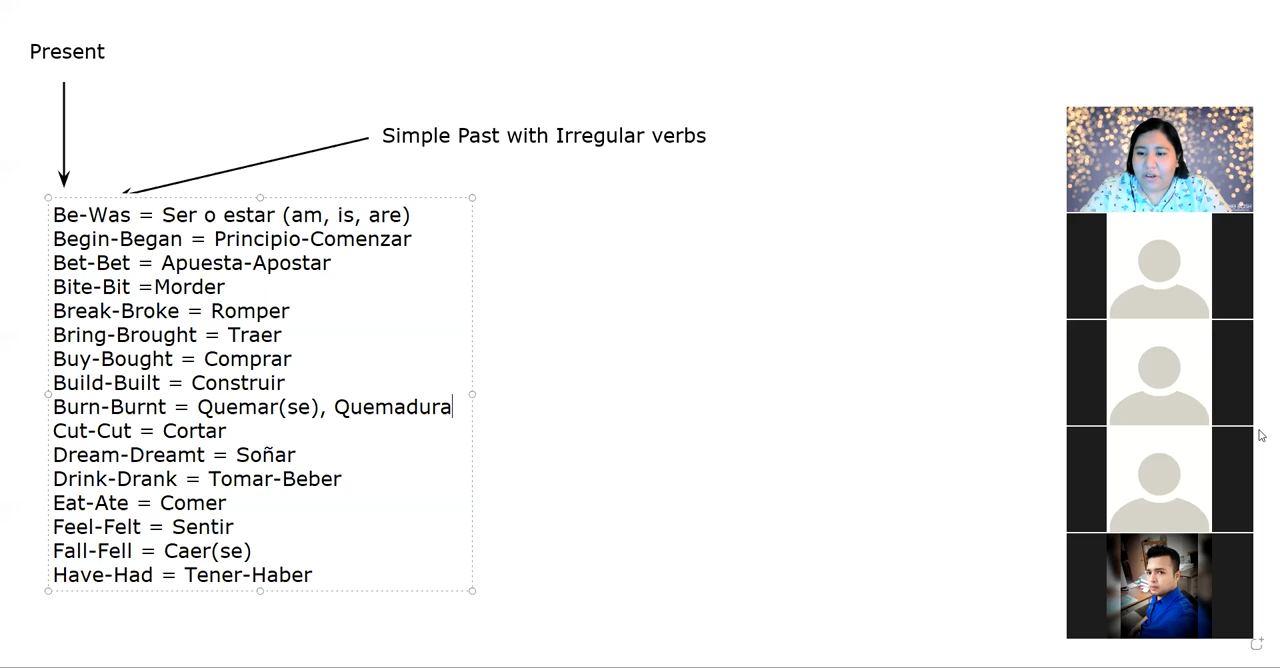 Present
Simple Past with Irregular verbs
Be-Was = Ser o estar (am, is, are)
Begin-Began = Principio-Comenzar
Bet-Bet = Apuesta-Apostar
Bite-Bit =Morder
Break-Broke = Romper
Bring-Brought = Traer
Buy-Bought = Comprar
Build-Built = Construir
Burn-Burnt = Quemar(se), Quemadura
Cut-Cut = Cortar
Dream-Dreamt = Soñar
Drink-Drank = Tomar-Beber
Eat-Ate = Comer
Feel-Felt = Sentir
Fall-Fell = Caer(se)
Have-Had = Tener-Haber